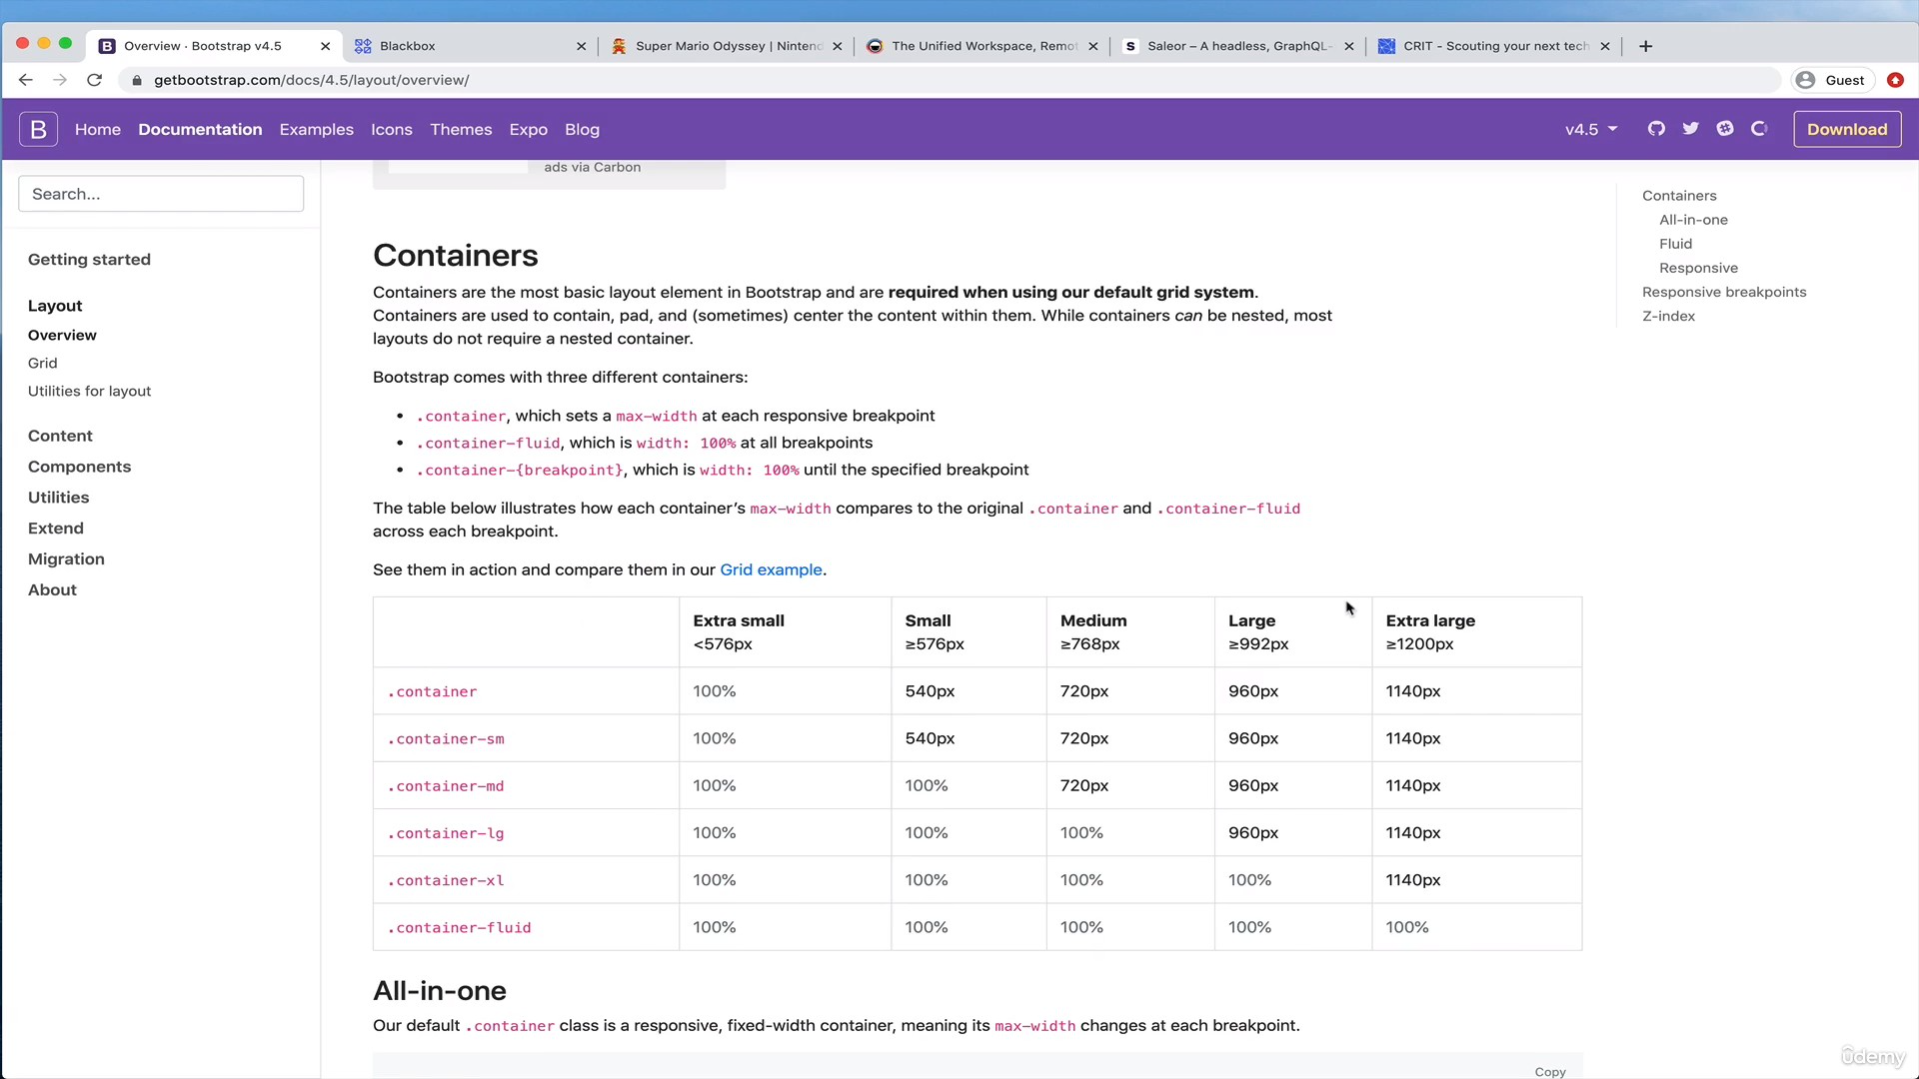 Overview · Bootstrap v4.5
Blackbox
Super Mario Odyssey | Nintend
The Unified Workspace, Remot
S Saleor – A headless, GraphQL-
CRIT - Scouting your next tech
getbootstrap.com/docs/4.5/layout/overview/
Guest
B Home Documentation Examples Icons Themes Expo Blog v4.5 Download
ads via Carbon
Search...
Getting started
Layout
Overview
Grid
Utilities for layout
Content
Components
Utilities
Extend
Migration
About
Containers
Containers are the most basic layout element in Bootstrap and are required when using our default grid system.
Containers are used to contain, pad, and (sometimes) center the content within them. While containers can be nested, most
layouts do not require a nested container.
Bootstrap comes with three different containers:
• .container, which sets a max-width at each responsive breakpoint
• .container-fluid, which is width: 100% at all breakpoints
• .container-{breakpoint}, which is width: 100% until the specified breakpoint
The table below illustrates how each container’s max-width compares to the original .container and .container-fluid
across each breakpoint.
See them in action and compare them in our Grid example.
Extra small Small Medium Large Extra large
<576px ≥576px ≥768px ≥992px ≥1200px
.container 100% 540px 720px 960px 1140px
.container-sm 100% 540px 720px 960px 1140px
.container-md 100% 100% 720px 960px 1140px
.container-lg 100% 100% 100% 960px 1140px
.container-xl 100% 100% 100% 100% 1140px
.container-fluid 100% 100% 100% 100% 100%
All-in-one
Our default .container class is a responsive, fixed-width container, meaning its max-width changes at each breakpoint.
Copy
Containers
All-in-one
Fluid
Responsive
Responsive breakpoints
Z-index
ûdemy